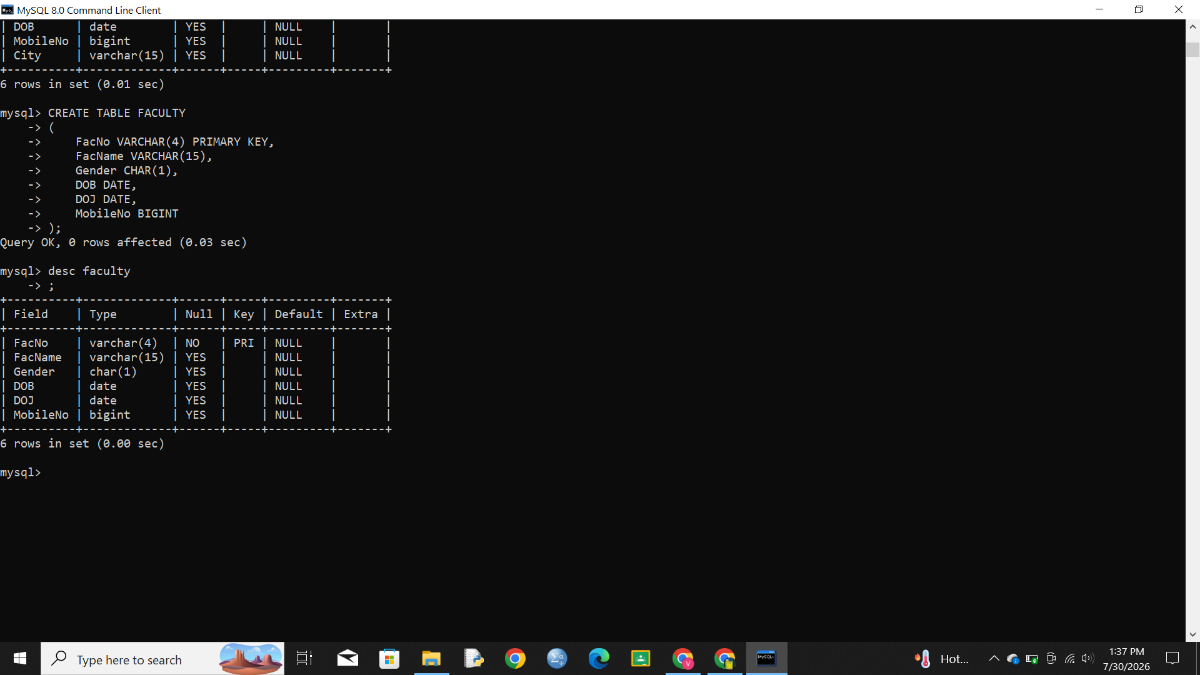 MySQL 8.0 Command Line Client
| DOB      | date        | YES  |     | NULL    |       |
| MobileNo | bigint      | YES  |     | NULL    |       |
| City     | varchar(15) | YES  |     | NULL    |       |
+----------+-------------+------+-----+---------+-------+
6 rows in set (0.01 sec)
mysql> CREATE TABLE FACULTY
    -> (
    ->     FacNo VARCHAR(4) PRIMARY KEY,
    ->     FacName VARCHAR(15),
    ->     Gender CHAR(1),
    ->     DOB DATE,
    ->     DOJ DATE,
    ->     MobileNo BIGINT
    -> );
Query OK, 0 rows affected (0.03 sec)
mysql> desc faculty
    -> ;
+----------+-------------+------+-----+---------+-------+
| Field    | Type        | Null | Key | Default | Extra |
+----------+-------------+------+-----+---------+-------+
| FacNo    | varchar(4)  | NO   | PRI | NULL    |       |
| FacName  | varchar(15) | YES  |     | NULL    |       |
| Gender   | char(1)     | YES  |     | NULL    |       |
| DOB      | date        | YES  |     | NULL    |       |
| DOJ      | date        | YES  |     | NULL    |       |
| MobileNo | bigint      | YES  |     | NULL    |       |
+----------+-------------+------+-----+---------+-------+
6 rows in set (0.00 sec)
mysql>
Type here to search
Hot...
1:37 PM
7/30/2026